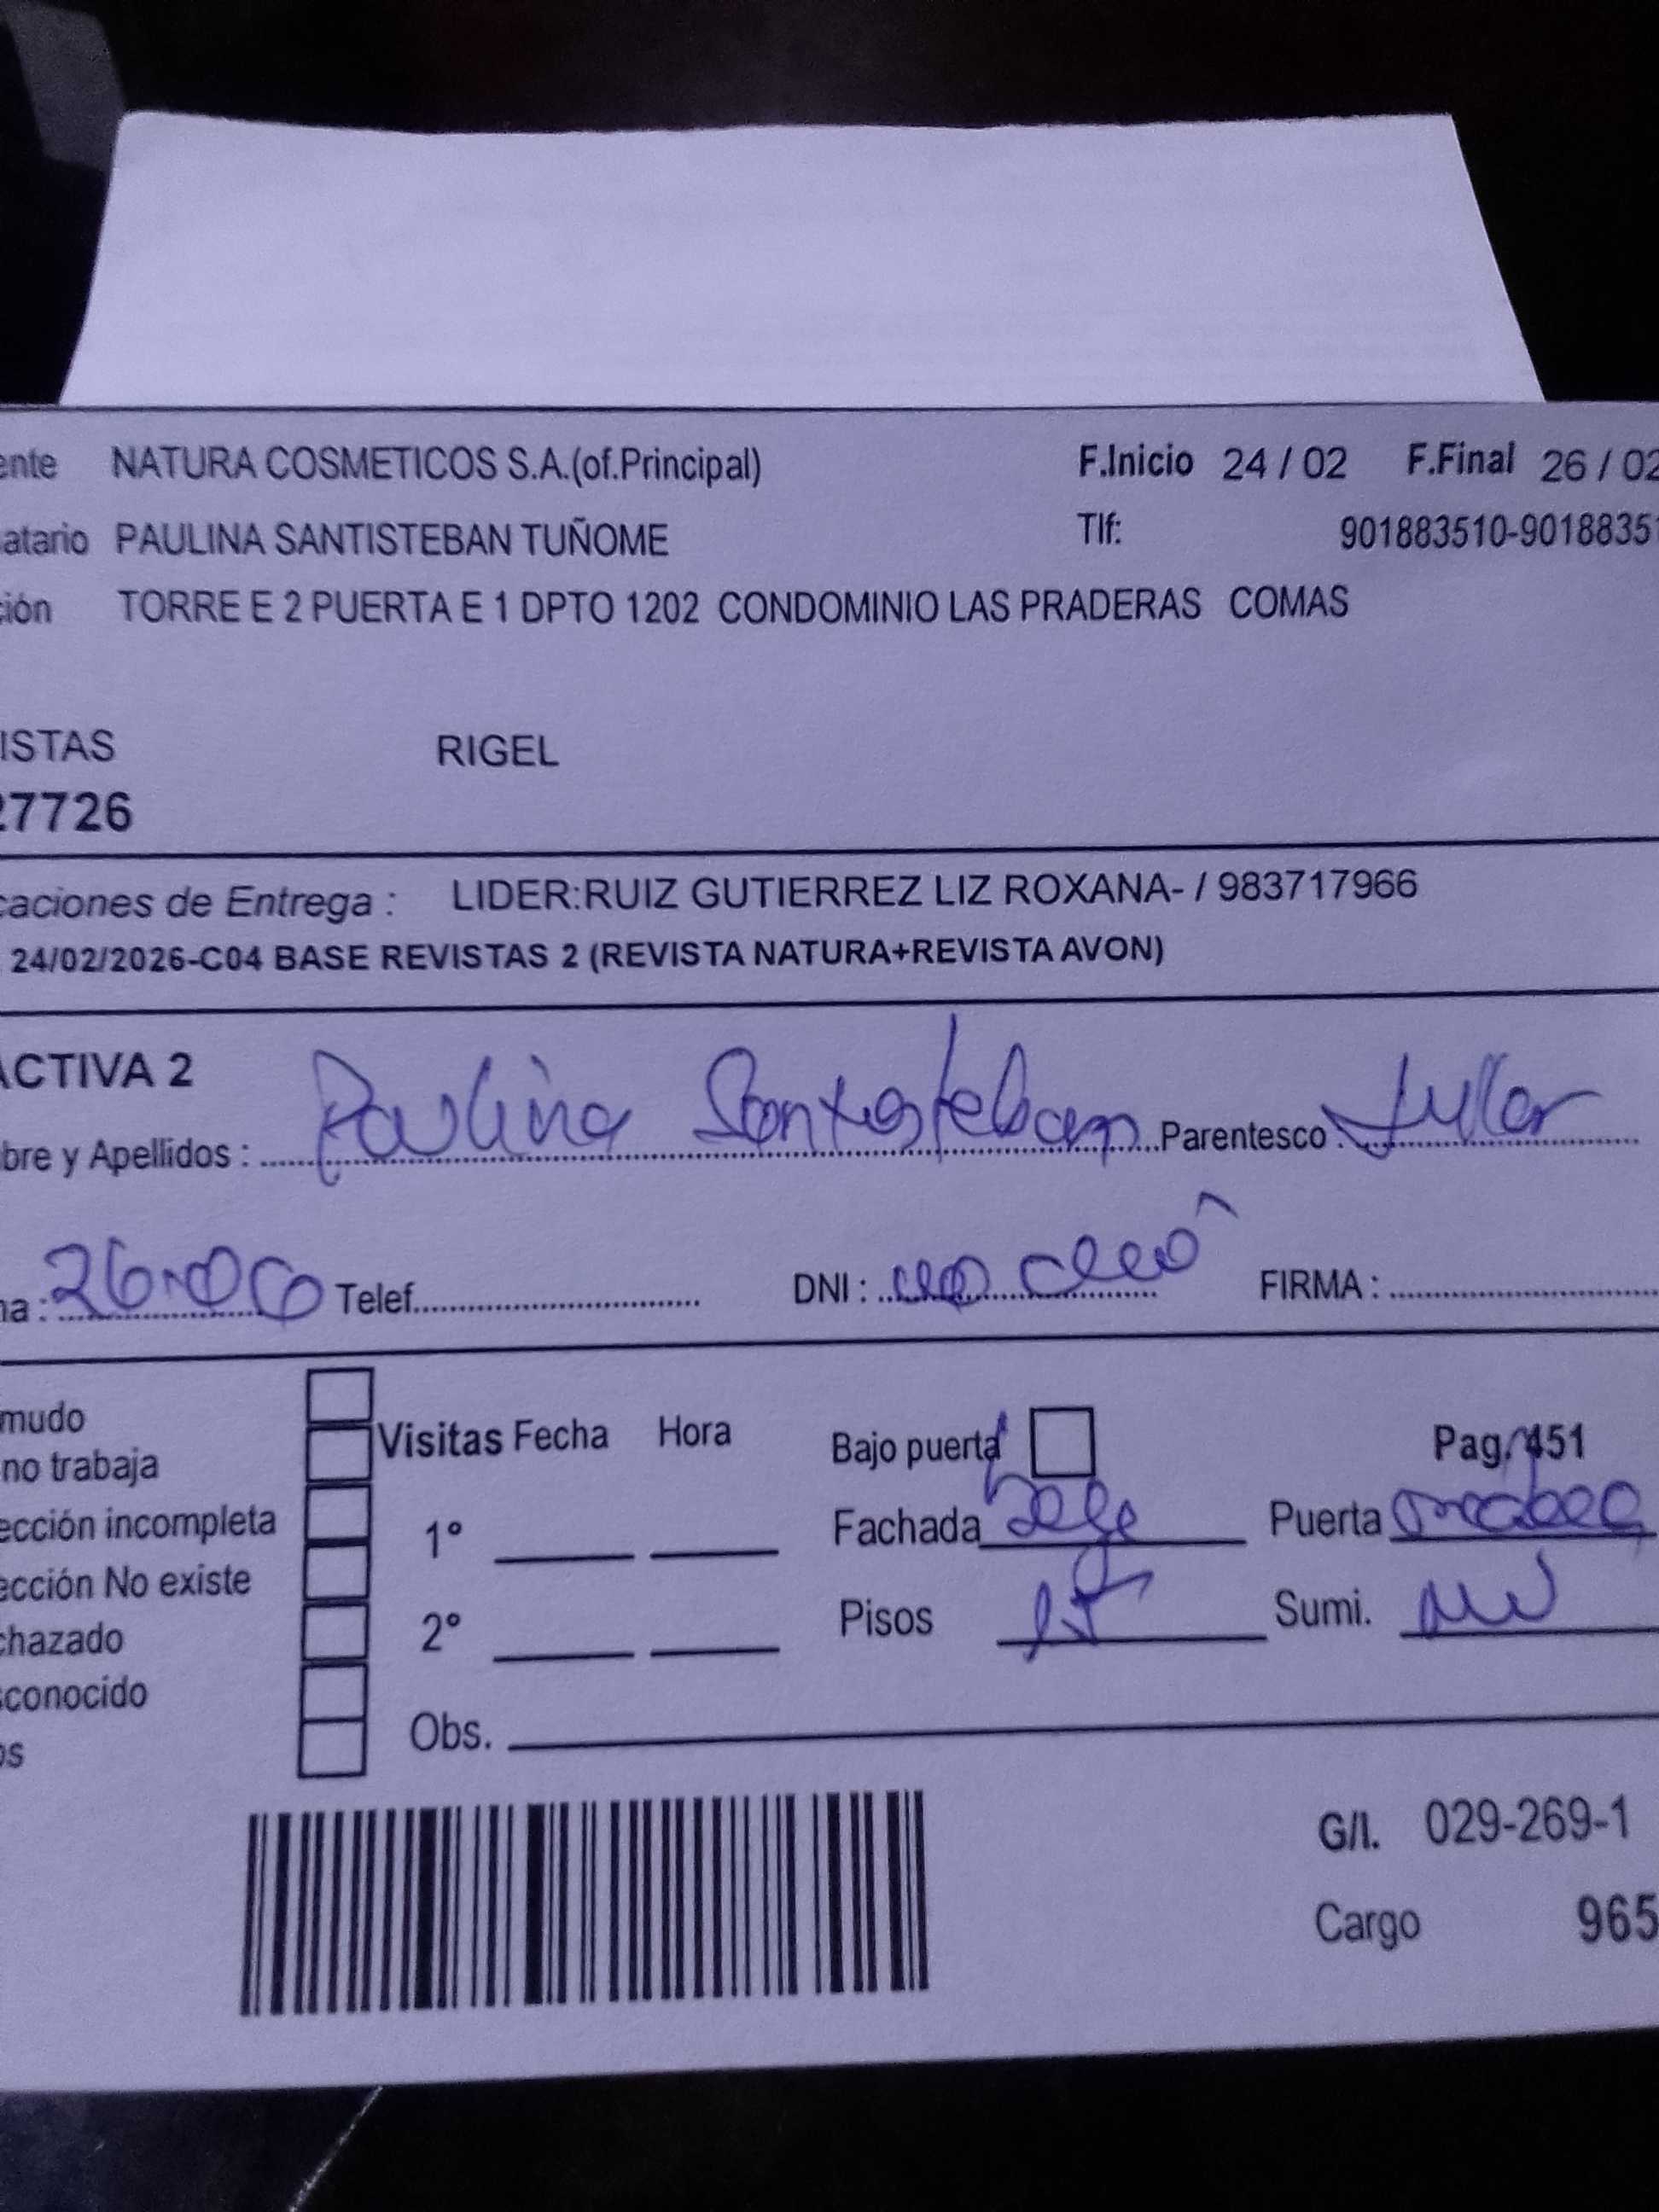 ente NATURA COSMETICOS S.A.(of.Principal) F.Inicio 24 / 02 F.Final 26 / 02
atario PAULINA SANTISTEBAN TUÑOME Tlf: 901883510-90188351
ción TORRE E 2 PUERTA E 1 DPTO 1202 CONDOMINIO LAS PRADERAS COMAS
ISTAS RIGEL
27726
caciones de Entrega : LIDER:RUIZ GUTIERREZ LIZ ROXANA- / 983717966
24/02/2026-C04 BASE REVISTAS 2 (REVISTA NATURA+REVISTA AVON)
ACTIVA 2
bre y Apellidos : Paulina Santisteban Parentesco :
na : Telef. DNI : no FIRMA :
mudo
no trabaja Visitas Fecha Hora Bajo puerta Pag. 451
ección incompleta 1° Fachada Puerta
ección No existe
chazado 2° Pisos Sumi.
sconocido
os Obs.
G/I. 029-269-1
Cargo 965